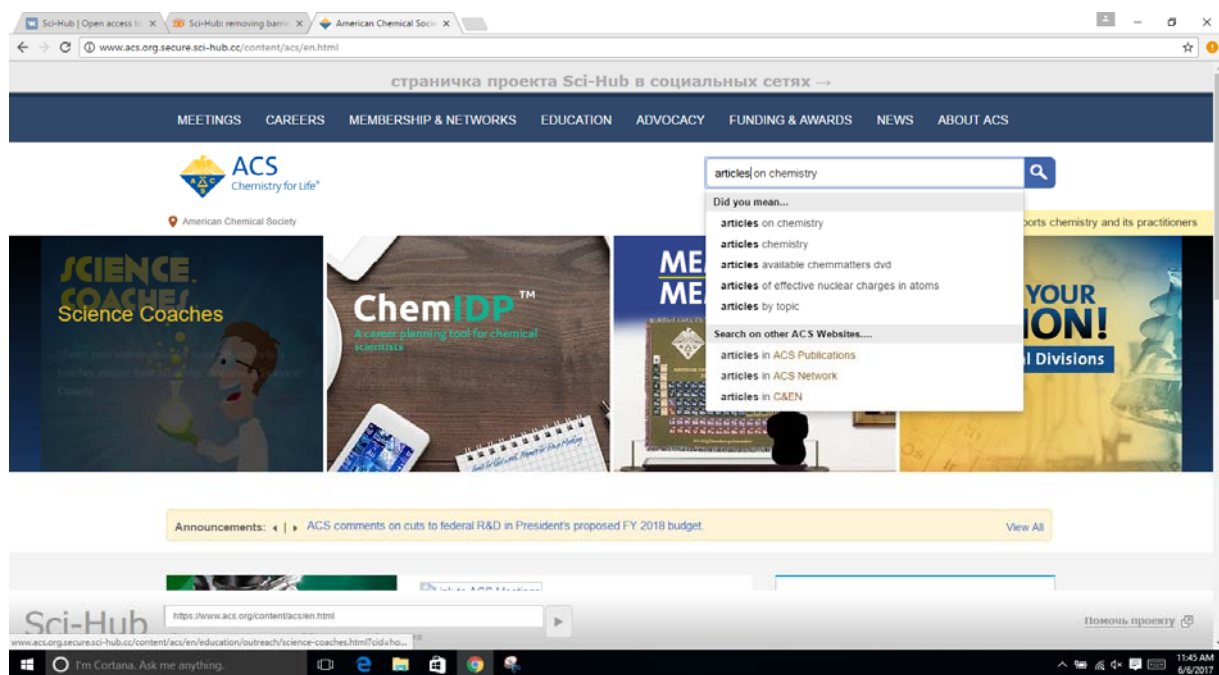 Sci-Hub | Open access to
Sci-Hub: removing barrie
American Chemical Socie
www.acs.org.secure.sci-hub.cc/content/acs/en.html
страничка проекта Sci-Hub в социальных сетях →
MEETINGS CAREERS MEMBERSHIP & NETWORKS EDUCATION ADVOCACY FUNDING & AWARDS NEWS ABOUT ACS
ACS
Chemistry for Life®
articles on chemistry
American Chemical Society
Did you mean...
articles on chemistry
articles chemistry
articles available chemmatters dvd
articles of effective nuclear charges in atoms
articles by topic
Search on other ACS Websites....
articles in ACS Publications
articles in ACS Network
articles in C&EN
ports chemistry and its practitioners
SCIENCE
COACHES
Science Coaches
ChemIDP™
A career planning tool for chemical
scientists
ME
ME
YOUR
ION!
l Divisions
Announcements: ACS comments on cuts to federal R&D in President's proposed FY 2018 budget.
View All
Sci-Hub
https://www.acs.org/content/acs/en.html
Помочь проекту
www.acs.org.secure.sci-hub.cc/content/acs/en/education/outreach/science-coaches.html?cid=ho...
I'm Cortana. Ask me anything.
11:45 AM
6/6/2017